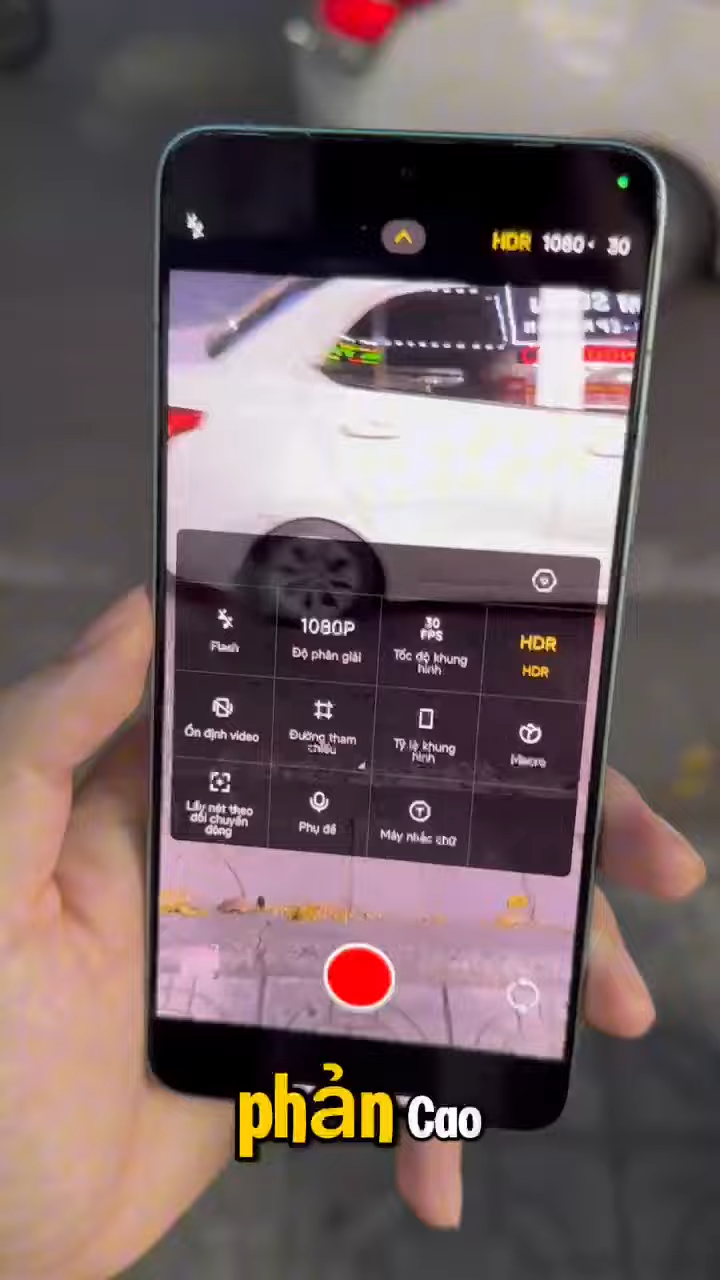 HDR 1080 30
1080P
30
FPS
HDR
Flash
Độ phân giải
Tốc độ khung
hình
HDR
Ổn định video
Đường tham
chiếu
Tỷ lệ khung
hình
Macro
Lấy nét theo
dõi chuyển
động
Phụ đề
T
Máy nhắc chữ
phản Cao